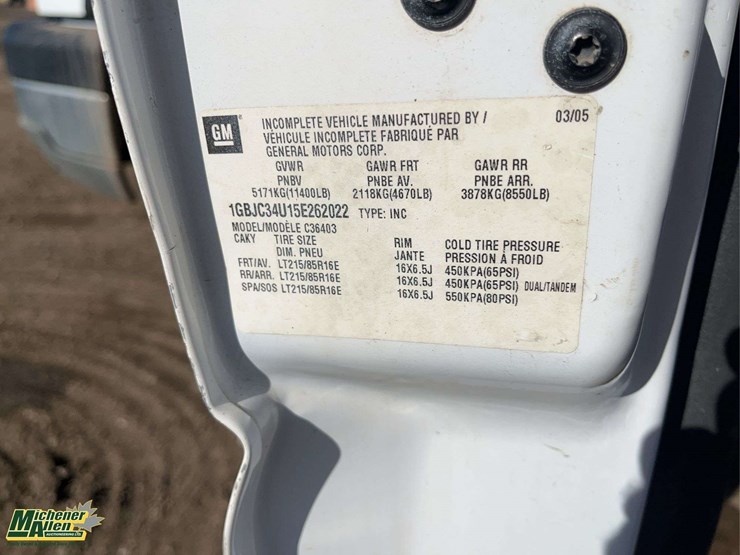 GM
INCOMPLETE VEHICLE MANUFACTURED BY / 03/05
VÉHICULE INCOMPLETE FABRIQUÉ PAR
GENERAL MOTORS CORP.
GVWR GAWR FRT GAWR RR
PNBV PNBE AV. PNBE ARR.
5171KG(11400LB) 2118KG(4670LB) 3878KG(8550LB)
1GBJC34U15E262022 TYPE: INC
MODEL/MODÈLE C36403
CAKY TIRE SIZE RIM COLD TIRE PRESSURE
DIM. PNEU JANTE PRESSION À FROID
FRT/AV. LT215/85R16E 16X6.5J 450KPA(65PSI)
RR/ARR. LT215/85R16E 16X6.5J 450KPA(65PSI) DUAL/TANDEM
SPA/SOS LT215/85R16E 16X6.5J 550KPA(80PSI)
MICHENER
ALLEN
AUCTIONEERING LTD.